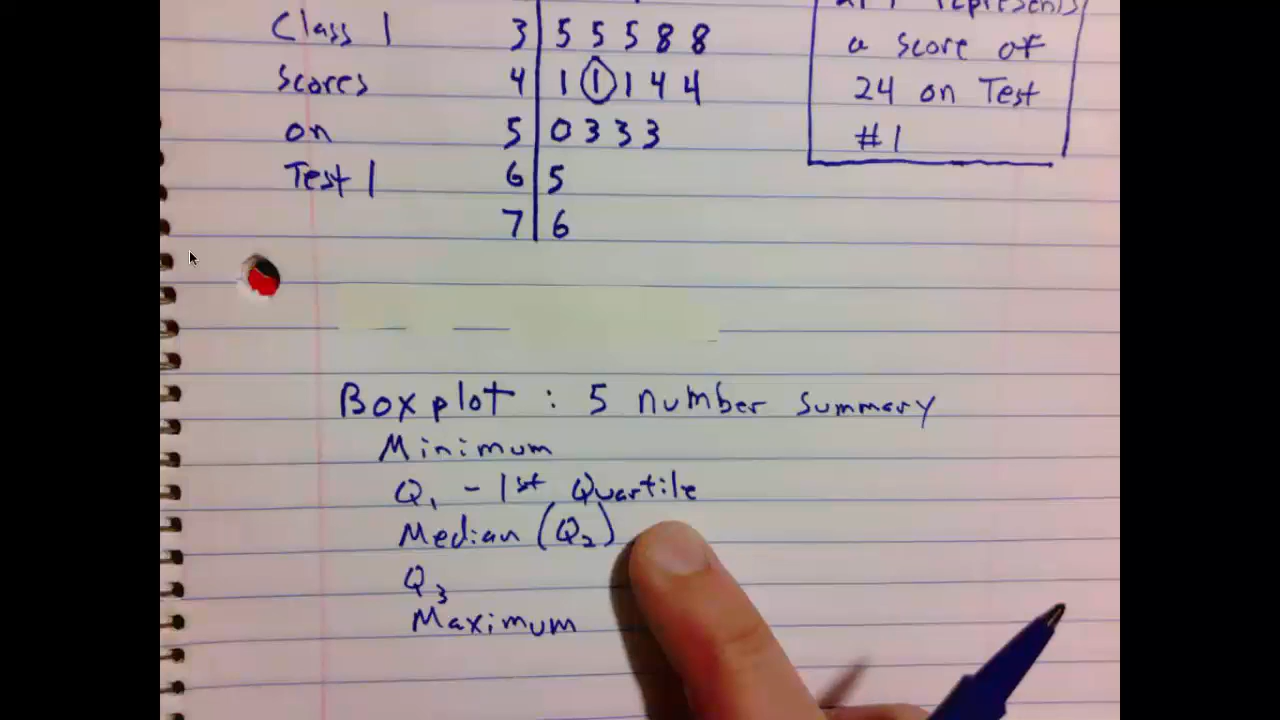 represents
Class 1 3 5 5 5 8 8
a score of
Scores 4 1 1 1 4 4
24 on Test
on 5 0 3 3 3
#1
Test 1 6 5
7 6
Boxplot : 5 number summary
Minimum
Q1 - 1st Quartile
Median (Q2)
Q3
Maximum